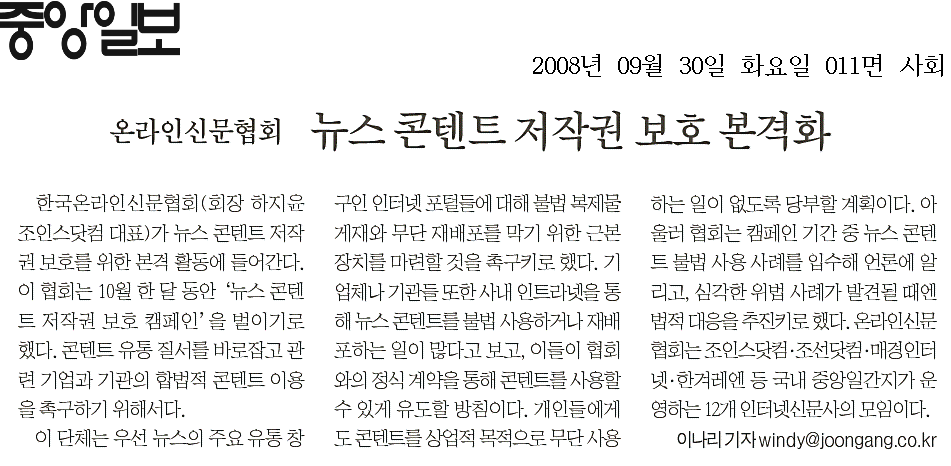 중앙일보
2008년 09월 30일 화요일 011면 사회
온라인신문협회 뉴스 콘텐트 저작권 보호 본격화
한국온라인신문협회(회장 하지윤
조인스닷컴 대표)가 뉴스 콘텐트 저작
권 보호를 위한 본격 활동에 들어간다.
이 협회는 10월 한 달 동안 ‘뉴스 콘텐
트 저작권 보호 캠페인’을 벌이기로
했다. 콘텐트 유통 질서를 바로잡고 관
련 기업과 기관의 합법적 콘텐트 이용
을 촉구하기 위해서다.
이 단체는 우선 뉴스의 주요 유통 창
구인 인터넷 포털들에 대해 불법 복제물
게재와 무단 재배포를 막기 위한 근본
장치를 마련할 것을 촉구키로 했다. 기
업체나 기관들 또한 사내 인트라넷을 통
해 뉴스 콘텐트를 불법 사용하거나 재배
포하는 일이 많다고 보고, 이들이 협회
와의 정식 계약을 통해 콘텐트를 사용할
수 있게 유도할 방침이다. 개인들에게
도 콘텐트를 상업적 목적으로 무단 사용
하는 일이 없도록 당부할 계획이다. 아
울러 협회는 캠페인 기간 중 뉴스 콘텐
트 불법 사용 사례를 입수해 언론에 알
리고, 심각한 위법 사례가 발견될 때엔
법적 대응을 추진키로 했다. 온라인신문
협회는 조인스닷컴·조선닷컴·매경인터
넷·한겨레엔 등 국내 중앙일간지가 운
영하는 12개 인터넷신문사의 모임이다.
이나리 기자 windy@joongang.co.kr